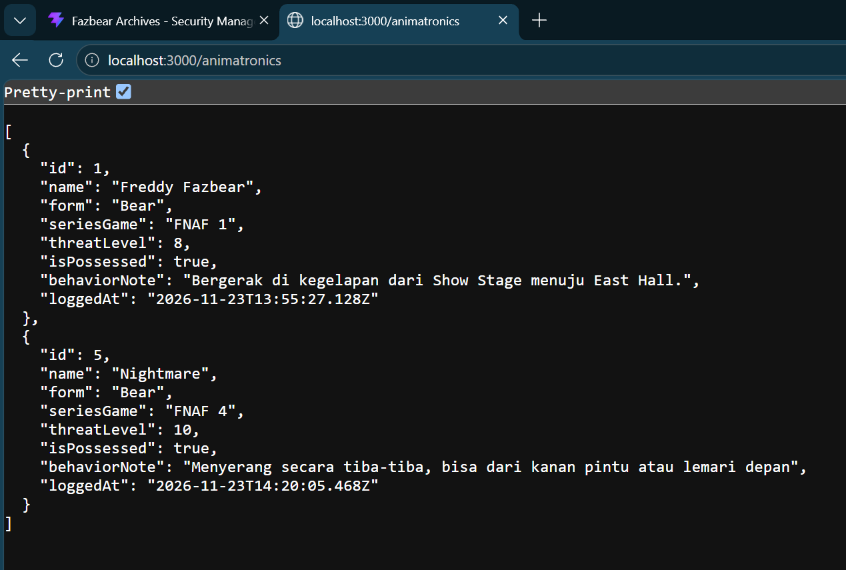 Fazbear Archives - Security Manag
localhost:3000/animatronics
localhost:3000/animatronics
Pretty-print
[
  {
    "id": 1,
    "name": "Freddy Fazbear",
    "form": "Bear",
    "seriesGame": "FNAF 1",
    "threatLevel": 8,
    "isPossessed": true,
    "behaviorNote": "Bergerak di kegelapan dari Show Stage menuju East Hall.",
    "loggedAt": "2026-11-23T13:55:27.128Z"
  },
  {
    "id": 5,
    "name": "Nightmare",
    "form": "Bear",
    "seriesGame": "FNAF 4",
    "threatLevel": 10,
    "isPossessed": true,
    "behaviorNote": "Menyerang secara tiba-tiba, bisa dari kanan pintu atau lemari depan",
    "loggedAt": "2026-11-23T14:20:05.468Z"
  }
]